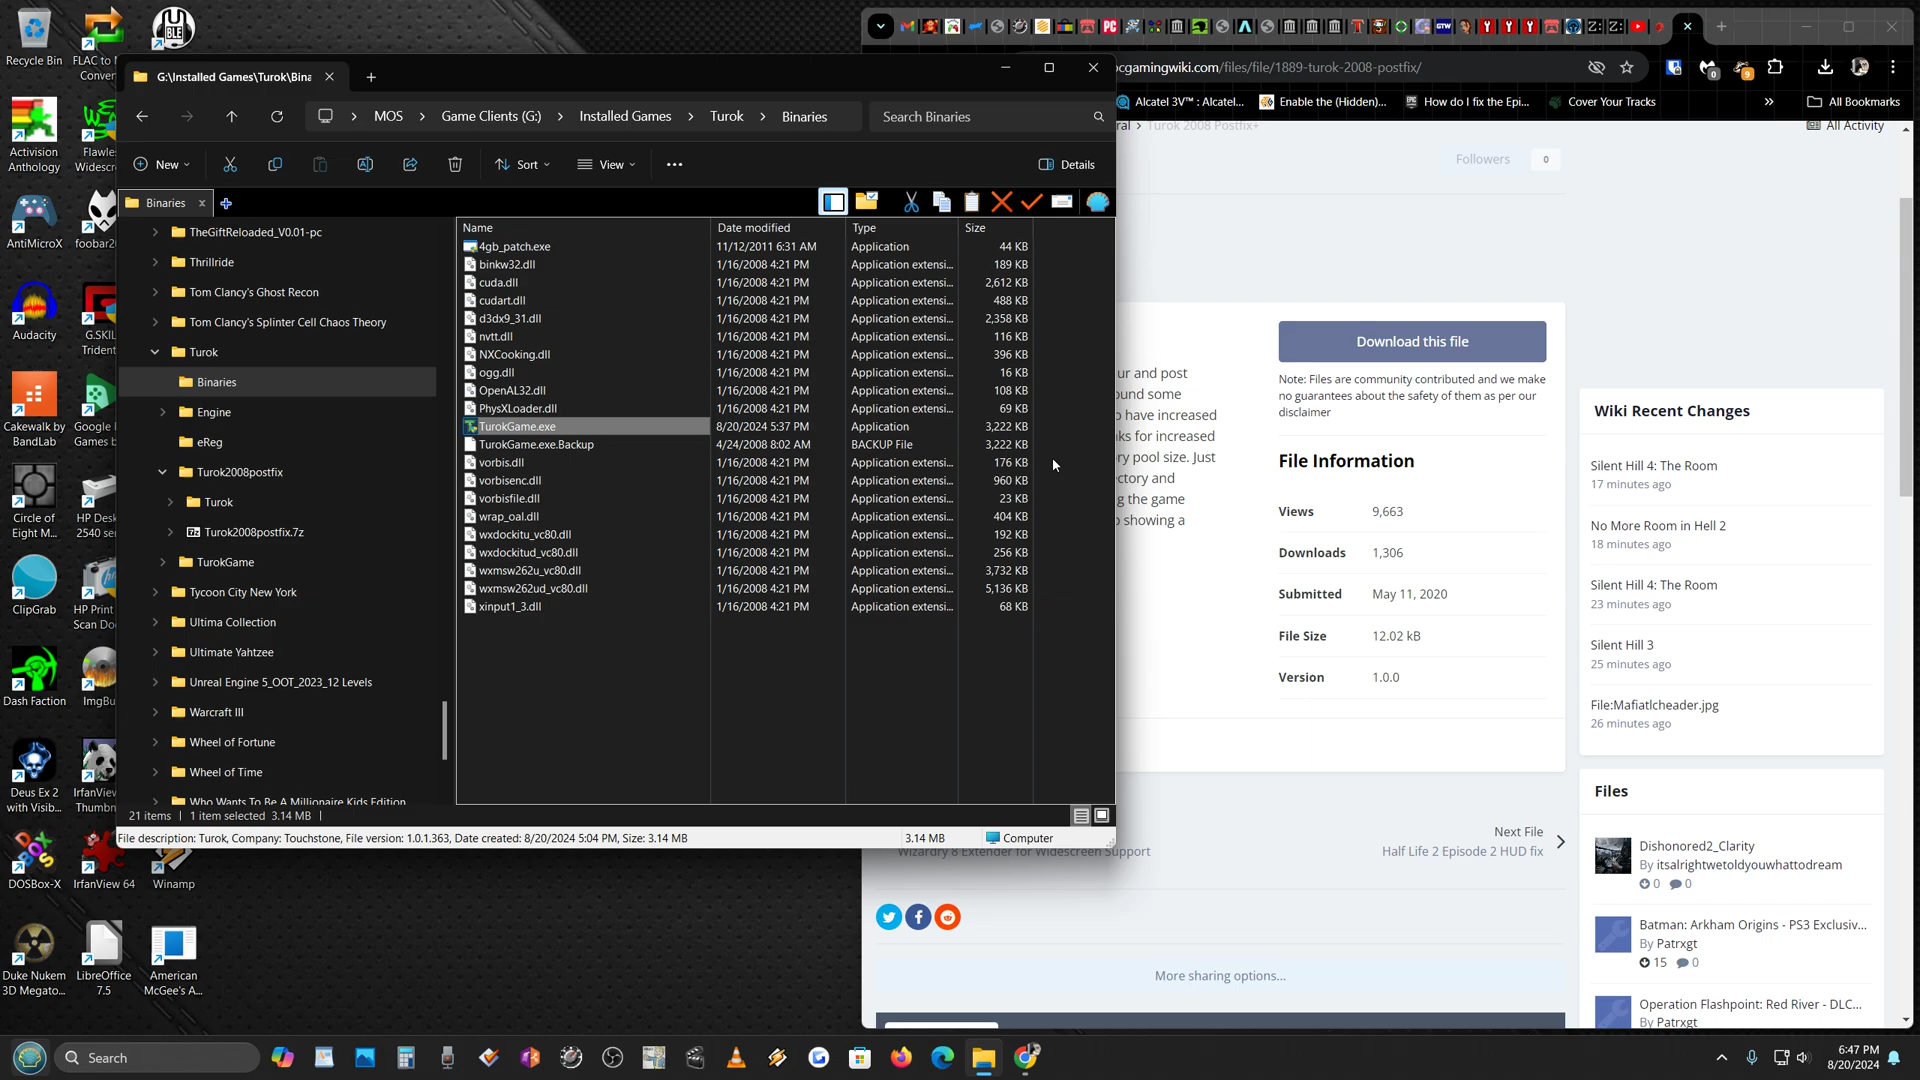 Recycle Bin
FLAC to M
Conver
G:\Installed Games\Turok\Bina
MOS
Game Clients (G:)
Installed Games
Turok
Binaries
Search Binaries
New
Sort
View
Details
Binaries
TheGiftReloaded_V0.01-pc
Thrillride
Tom Clancy's Ghost Recon
Tom Clancy's Splinter Cell Chaos Theory
Turok
Binaries
Engine
eReg
Turok2008postfix
Turok
Turok2008postfix.7z
TurokGame
Tycoon City New York
Ultima Collection
Ultimate Yahtzee
Unreal Engine 5_OOT_2023_12 Levels
Warcraft III
Wheel of Fortune
Wheel of Time
Who Wants To Be A Millionaire Kids Edition
Name Date modified Type Size
4gb_patch.exe 11/12/2011 6:31 AM Application 44 KB
binkw32.dll 1/16/2008 4:21 PM Application extensi... 189 KB
cuda.dll 1/16/2008 4:21 PM Application extensi... 2,612 KB
cudart.dll 1/16/2008 4:21 PM Application extensi... 488 KB
d3dx9_31.dll 1/16/2008 4:21 PM Application extensi... 2,358 KB
nvtt.dll 1/16/2008 4:21 PM Application extensi... 116 KB
NXCooking.dll 1/16/2008 4:21 PM Application extensi... 396 KB
ogg.dll 1/16/2008 4:21 PM Application extensi... 16 KB
OpenAL32.dll 1/16/2008 4:21 PM Application extensi... 108 KB
PhysXLoader.dll 1/16/2008 4:21 PM Application extensi... 69 KB
TurokGame.exe 8/20/2024 5:37 PM Application 3,222 KB
TurokGame.exe.Backup 4/24/2008 8:02 AM BACKUP File 3,222 KB
vorbis.dll 1/16/2008 4:21 PM Application extensi... 176 KB
vorbisenc.dll 1/16/2008 4:21 PM Application extensi... 960 KB
vorbisfile.dll 1/16/2008 4:21 PM Application extensi... 23 KB
wrap_oal.dll 1/16/2008 4:21 PM Application extensi... 404 KB
wxdockitu_vc80.dll 1/16/2008 4:21 PM Application extensi... 192 KB
wxdockitud_vc80.dll 1/16/2008 4:21 PM Application extensi... 256 KB
wxmsw262u_vc80.dll 1/16/2008 4:21 PM Application extensi... 3,732 KB
wxmsw262ud_vc80.dll 1/16/2008 4:21 PM Application extensi... 5,136 KB
xinput1_3.dll 1/16/2008 4:21 PM Application extensi... 68 KB
21 items 1 item selected 3.14 MB
File description: Turok, Company: Touchstone, File version: 1.0.1.363, Date created: 8/20/2024 5:04 PM, Size: 3.14 MB
3.14 MB
Computer
Activision
Anthology
Flawle
Widescre
AntiMicroX
foobar20
Audacity
G.SKIL
Trident
Cakewalk by
BandLab
Google P
Games b
Circle of
Eight M...
HP Desk
2540 ser
ClipGrab
HP Print
Scan Do
Dash Faction
ImgBu
Deus Ex 2
with Visib...
IrfanView
Thumbn
DOSBox-X
IrfanView 64
Winamp
Duke Nukem
3D Megato...
LibreOffice
7.5
American
McGee's A...
cgamingwiki.com/files/file/1889-turok-2008-postfix/
Alcatel 3V™ : Alcatel...
Enable the (Hidden)...
How do I fix the Epi...
Cover Your Tracks
All Bookmarks
ral > Turok 2008 Postfix+
All Activity
Followers 0
ur and post
ound some
o have increased
ks for increased
ry pool size. Just
ectory and
g the game
o showing a
Download this file
Note: Files are community contributed and we make
no guarantees about the safety of them as per our
disclaimer
File Information
Views 9,663
Downloads 1,306
Submitted May 11, 2020
File Size 12.02 kB
Version 1.0.0
Wiki Recent Changes
Silent Hill 4: The Room
17 minutes ago
No More Room in Hell 2
18 minutes ago
Silent Hill 4: The Room
23 minutes ago
Silent Hill 3
25 minutes ago
File:Mafiatlcheader.jpg
26 minutes ago
Files
Dishonored2_Clarity
By itsalrightwetoldyouwhattodream
0 0
Batman: Arkham Origins - PS3 Exclusiv...
By Patrxgt
15 0
Operation Flashpoint: Red River - DLC...
By Patrxgt
Wizardry 8 Extender for Widescreen Support
Next File
Half Life 2 Episode 2 HUD fix
More sharing options...
Search
6:47 PM
8/20/2024